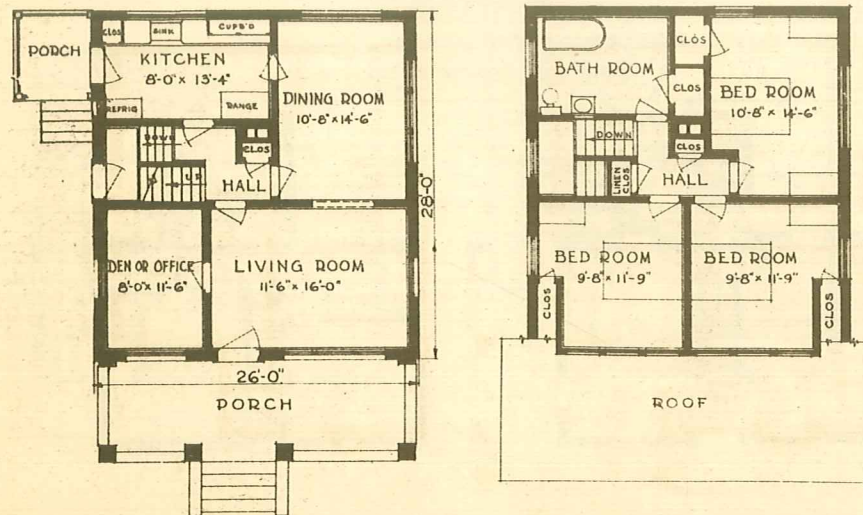 PORCH
CLOS
SINK
CUPB'D
KITCHEN
8'-0" x 13'-4"
REFRIG
RANGE
DINING ROOM
10'-8" x 14'-6"
DOWN
CLOS
UP
HALL
28'-0"
DEN OR OFFICE
8'-0" x 11'-6"
LIVING ROOM
11'-6" x 16'-0"
26'-0"
PORCH
BATH ROOM
CLOS
CLOS
BED ROOM
10'-8" x 14'-6"
DOWN
CLOS
LINEN
CLOS
HALL
BED ROOM
9'-8" x 11'-9"
BED ROOM
9'-8" x 11'-9"
CLOS
CLOS
ROOF